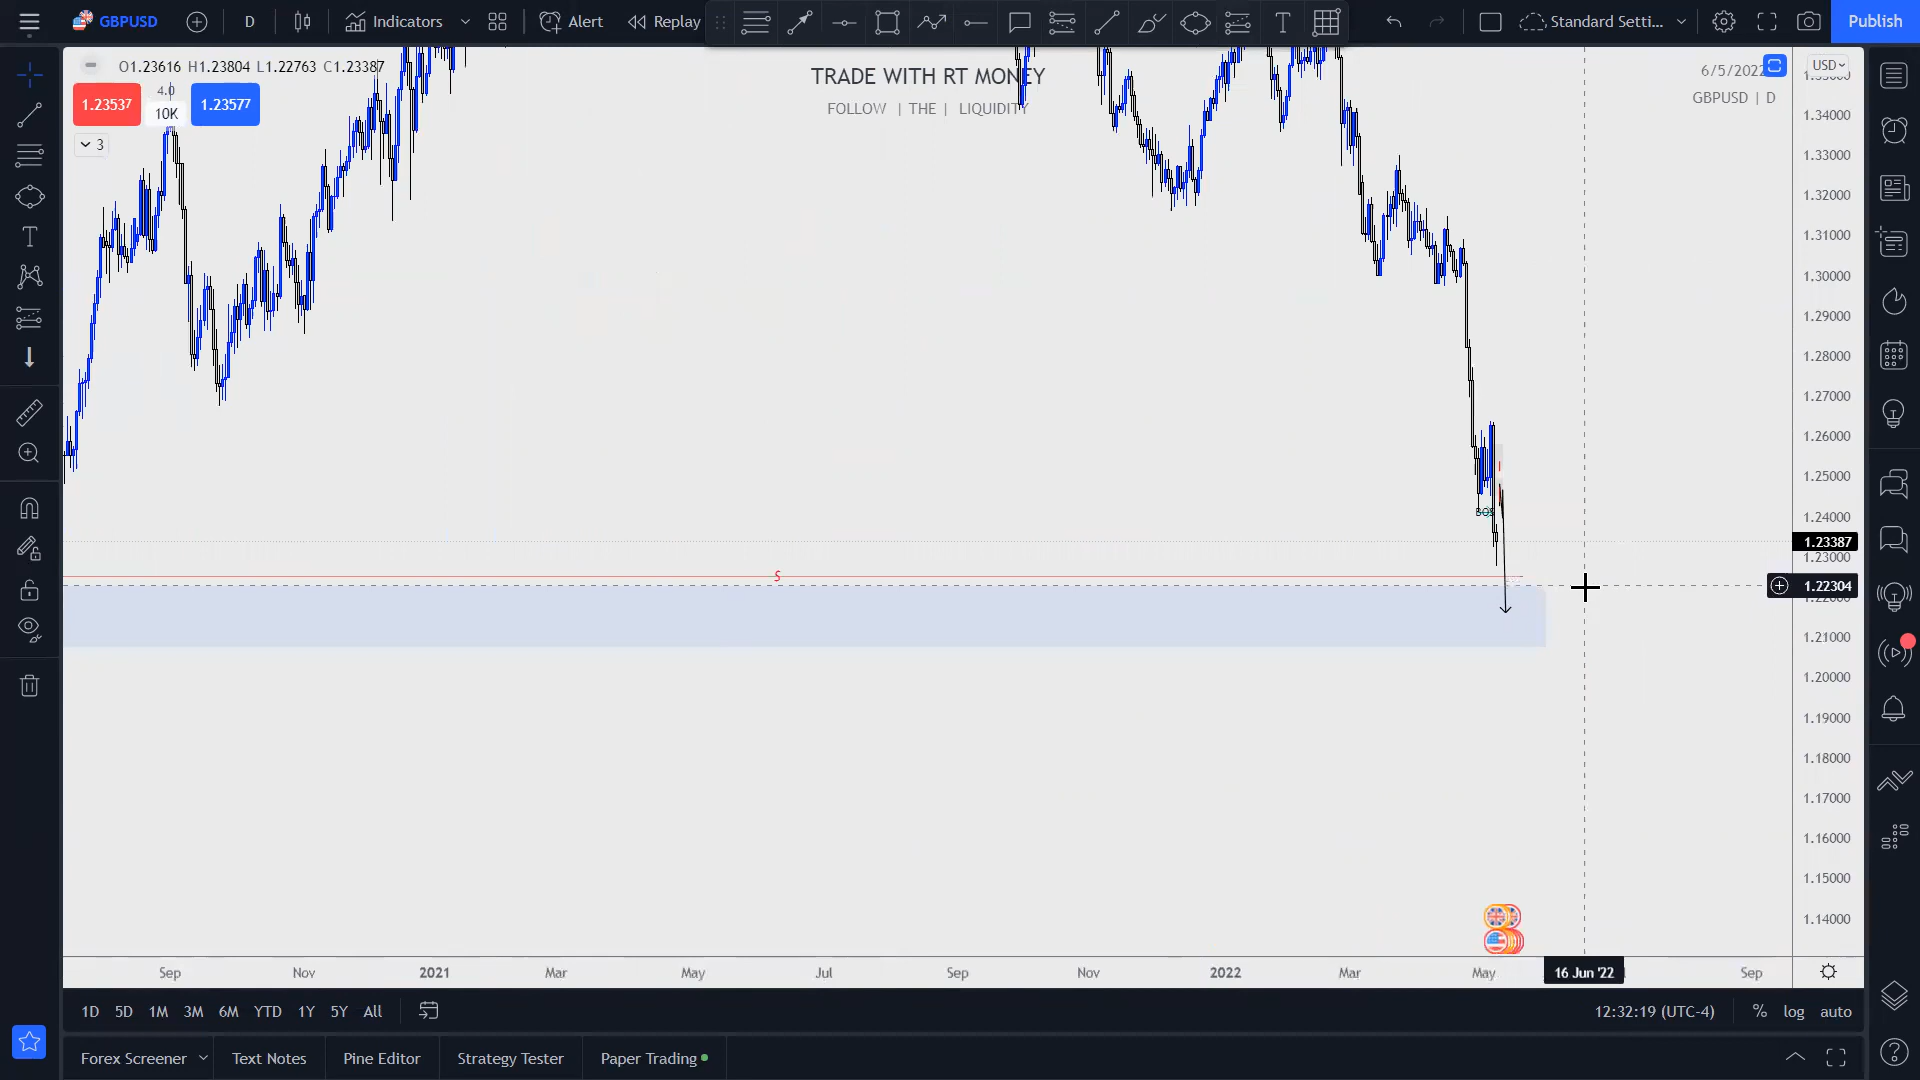 GBPUSD D Indicators Alert Replay T Standard Setti... Publish
O1.23616 H1.23804 L1.22763 C1.23387
TRADE WITH RT MONEY
6/5/2022
USD
1.23537 4.0 10K 1.23577
FOLLOW | THE | LIQUIDITY
GBPUSD | D
3
1.34000
1.33000
1.32000
1.31000
1.30000
1.29000
1.28000
1.27000
1.26000
1.25000
1.24000
BOS
1.23387
1.23000
$
1.22304
1.21000
1.20000
1.19000
1.18000
1.17000
1.16000
1.15000
1.14000
Sep Nov 2021 Mar May Jul Sep Nov 2022 Mar May 16 Jun '22 Sep
1D 5D 1M 3M 6M YTD 1Y 5Y All 12:32:19 (UTC-4) % log auto
Forex Screener Text Notes Pine Editor Strategy Tester Paper Trading